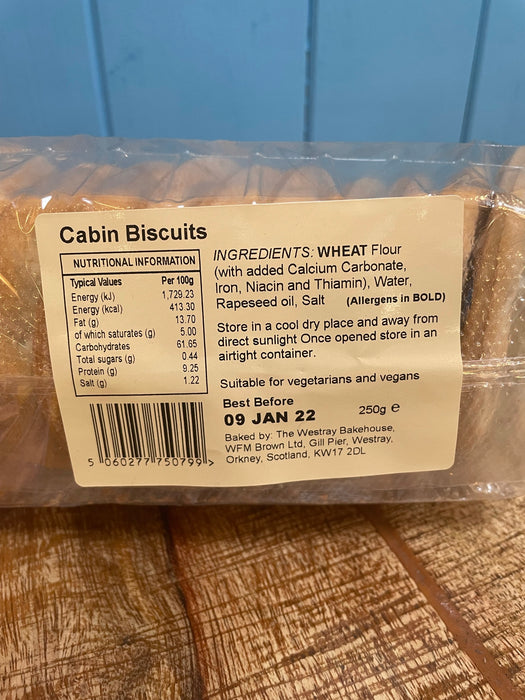 Cabin Biscuits
NUTRITIONAL INFORMATION
Typical Values Per 100g
Energy (kJ) 1,729.23
Energy (kcal) 413.30
Fat (g) 13.70
of which saturates (g) 5.00
Carbohydrates 61.65
Total sugars (g) 0.44
Protein (g) 9.25
Salt (g) 1.22
INGREDIENTS: WHEAT Flour
(with added Calcium Carbonate,
Iron, Niacin and Thiamin), Water,
Rapeseed oil, Salt (Allergens in BOLD)
Store in a cool dry place and away from
direct sunlight Once opened store in an
airtight container.
Suitable for vegetarians and vegans
Best Before
09 JAN 22 250g e
Baked by: The Westray Bakehouse,
WFM Brown Ltd, Gill Pier, Westray,
Orkney, Scotland, KW17 2DL
5 060277 750799 >